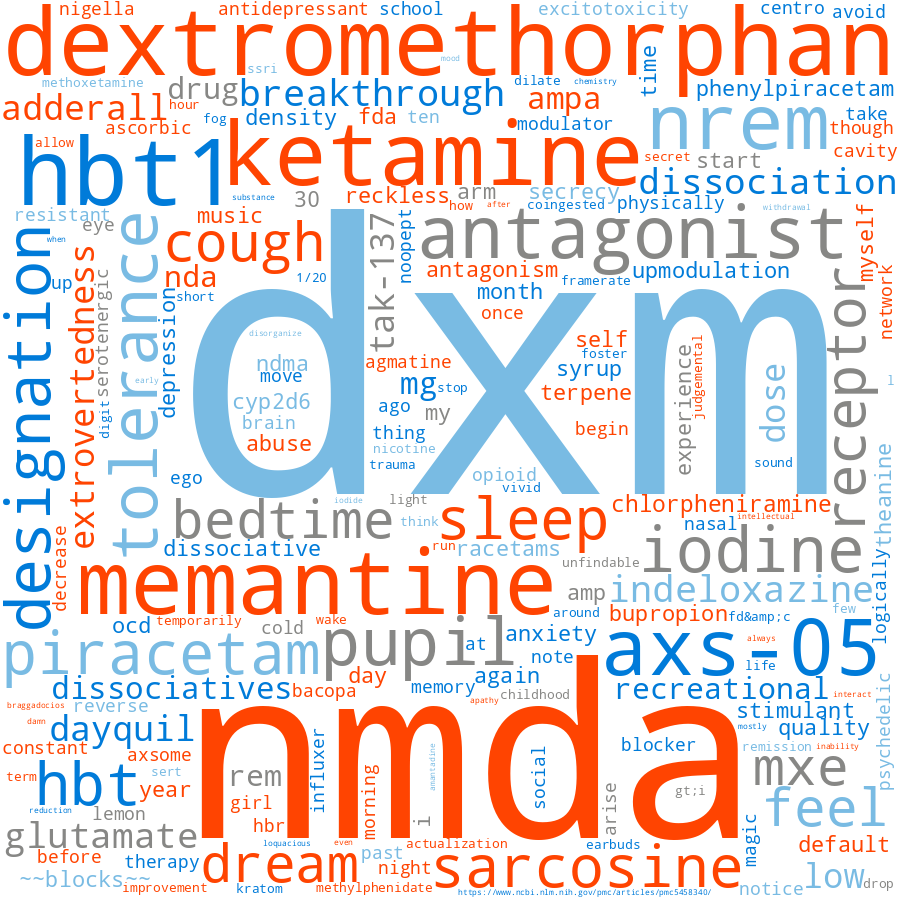 nigella antidepressant school excitotoxicity centro avoid
dextromethorphan
ssri mood
methoxetamine drug breakthrough dilate chemistry time phenylpiracetam
adderall hour fda ten ampa nrem take
ascorbic fog density modulator though
allow hbt1 ketamine secret start cavity
substance 30 reckless how arm after secrecy coingested physically dissociation
resistant music eye antagonist withdrawal myself
when tolerance cough tak-137 noopept
designation up extrovertedness serotenergic nda short 1/20 antagonism month framerate upmodulation receptor network
depression dxm once
disorganize ndma move agmatine self foster judgemental
early cyp2d6 mg stop syrup experience dose l
digit brain ago my terpene
abuse thing nicotine begin
trauma sound
ego opioid vivid
iodide light chlorpheniramine
bedtime think sleep nasal intellectual theanine
decrease dissociative run racetams iodine logically
unfindable
memantine amp indeloxazine
temporarily wake around bupropion fd&amp;c few
ocd cold pupil at anxiety axs-05 always
piracetam note life
dissociatives bacopa day memory again childhood recreational psychedelic interact
braggadocios reverse apathy stimulant
damn dayquil nmda mostly quality
constant axsome influxer amantadine social blocker remission inability
term sert rem mxe
hbt year morning gt;i
reduction lemon girl arise feel
glutamate hbr i magic
loquacious even actualization earbuds default
before therapy dream past sarcosine
~~blocks~~ night low drop
improvement kratom methylphenidate https://www.ncbi.nlm.nih.gov/pmc/articles/pmc5458340/ notice